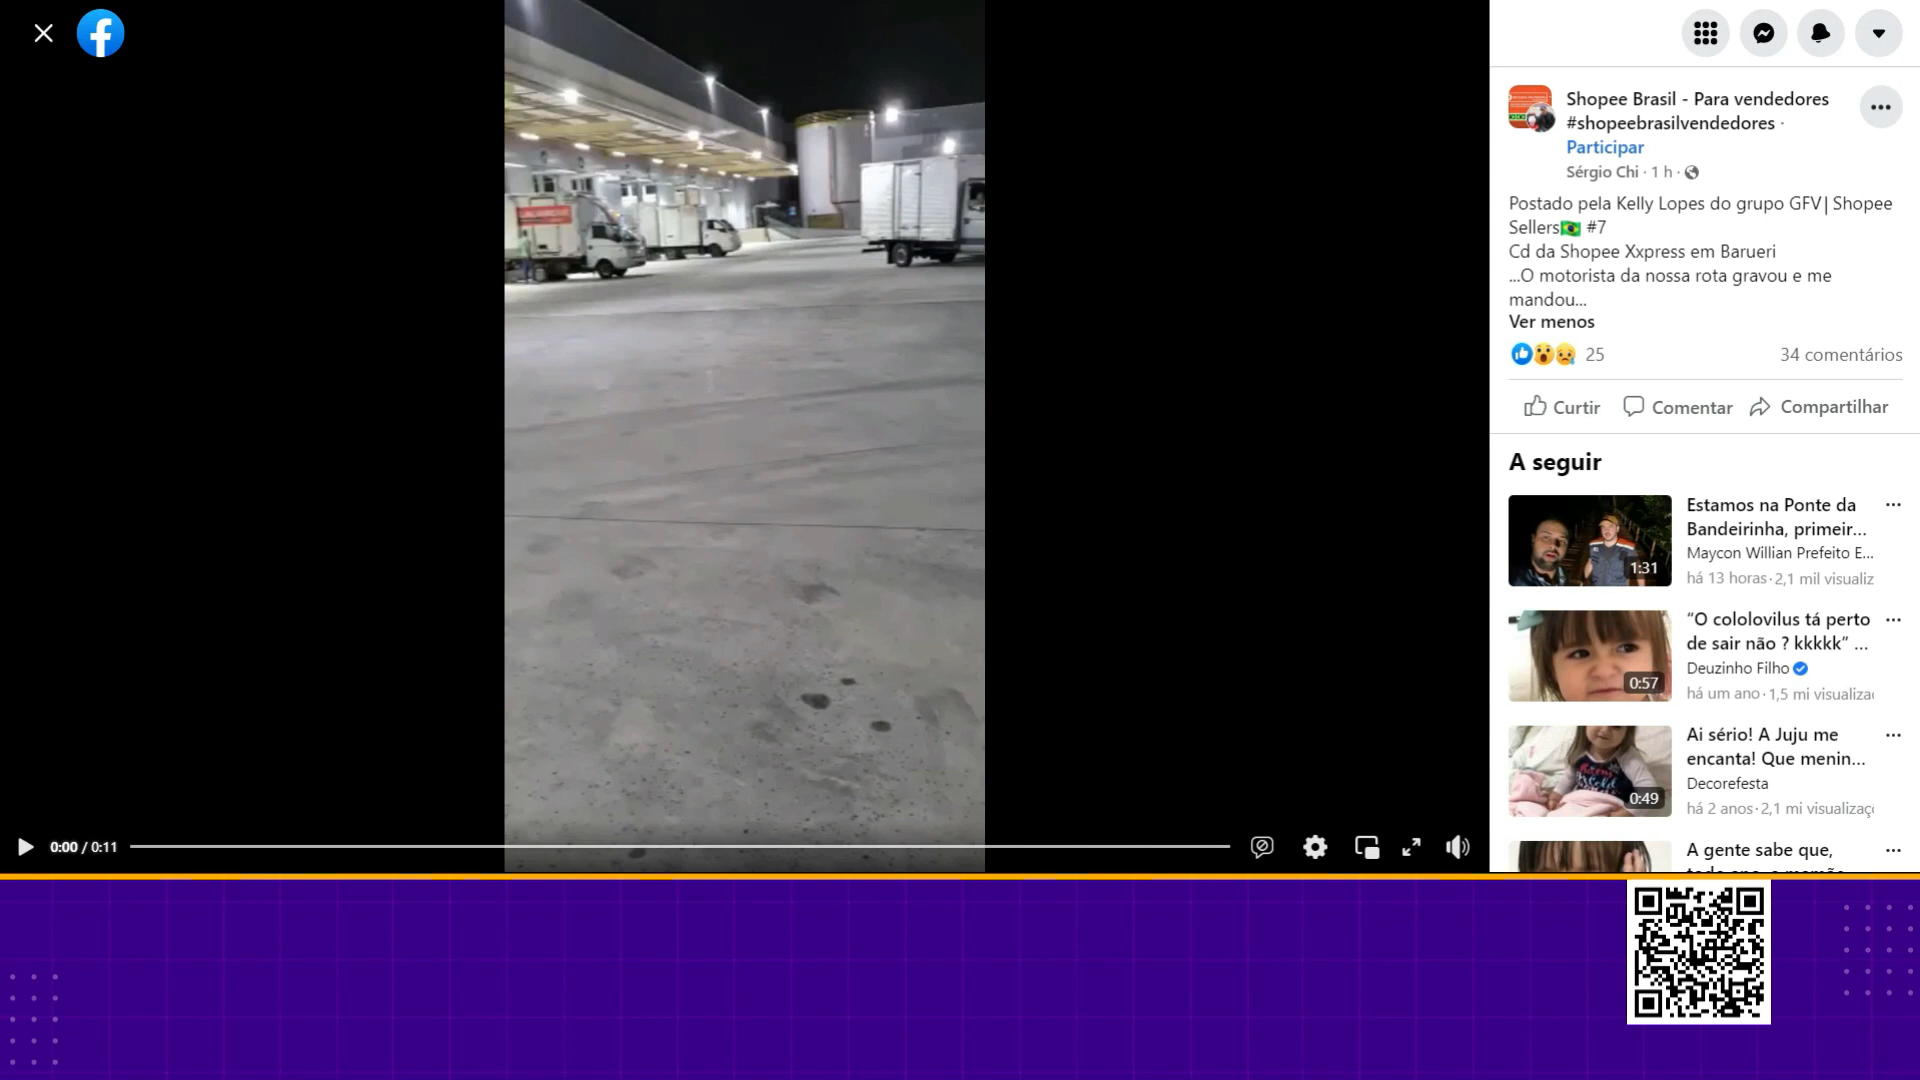 Shopee Brasil - Para vendedores
#shopeebrasilvendedores ·
Participar
Sérgio Chi · 1 h ·
Postado pela Kelly Lopes do grupo GFV| Shopee
Sellers🇧🇷 #7
Cd da Shopee Xxpress em Barueri
...O motorista da nossa rota gravou e me
mandou...
Ver menos
25
34 comentários
Curtir
Comentar
Compartilhar
A seguir
Estamos na Ponte da
Bandeirinha, primeir...
Maycon Willian Prefeito E...
há 13 horas · 2,1 mil visualiz
1:31
“O cololovilus tá perto
de sair não ? kkkkk” ...
Deuzinho Filho
há um ano · 1,5 mi visualiza
0:57
Ai sério! A Juju me
encanta! Que menin...
Decorefesta
há 2 anos · 2,1 mi visualizaç
0:49
A gente sabe que,
0:00 / 0:11